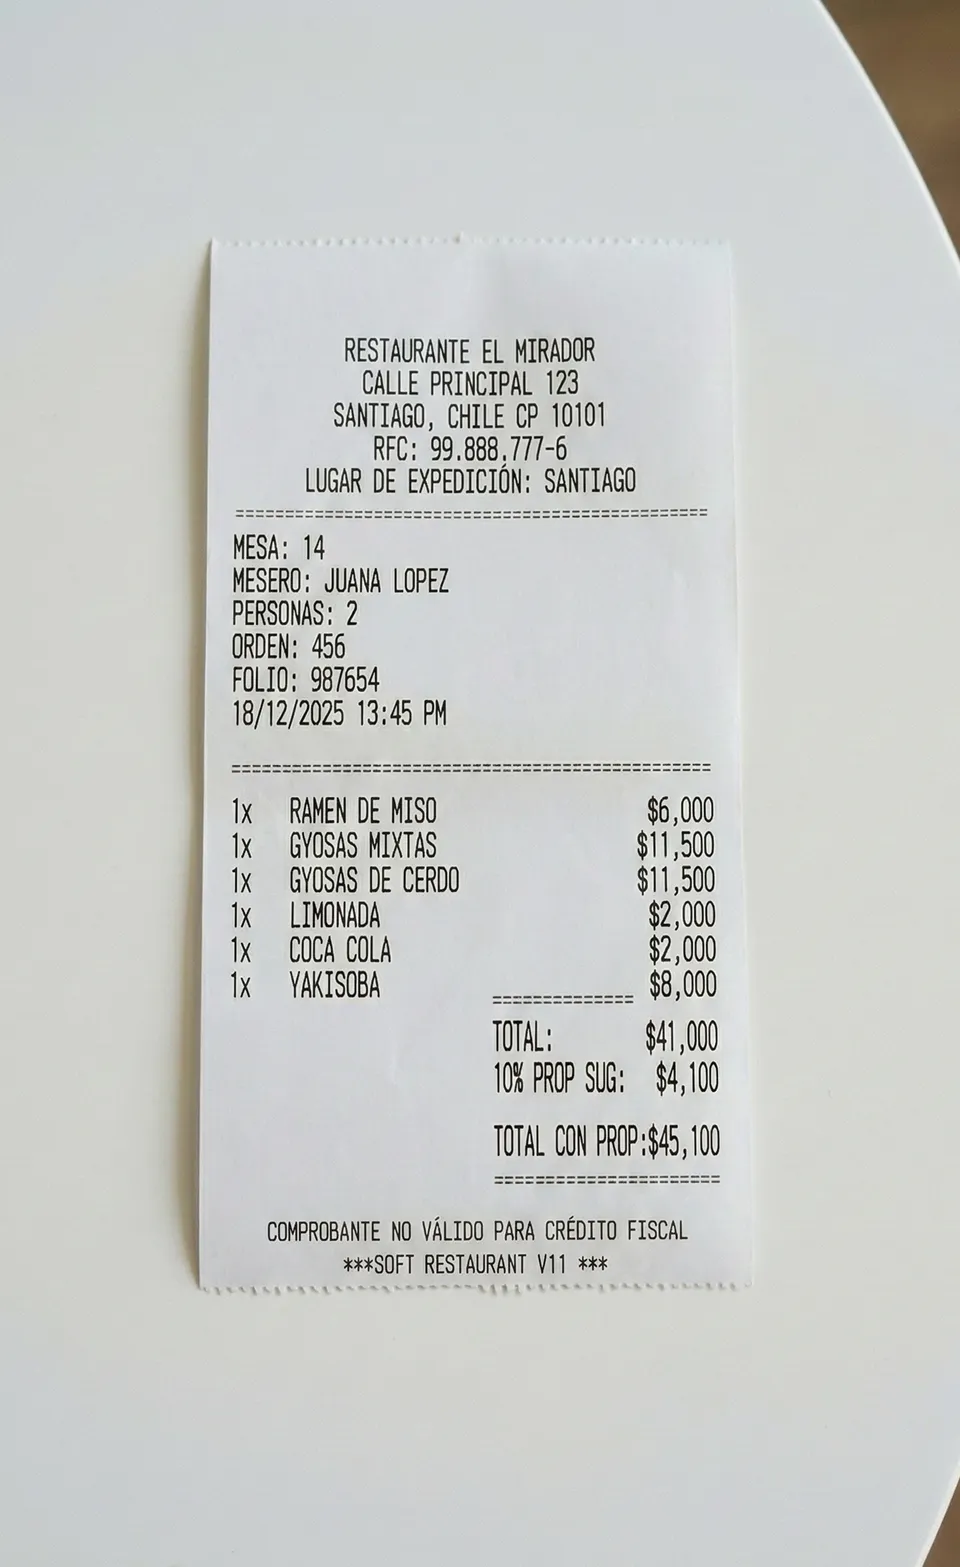 RESTAURANTE EL MIRADOR
CALLE PRINCIPAL 123
SANTIAGO, CHILE CP 10101
RFC: 99.888.777-6
LUGAR DE EXPEDICIÓN: SANTIAGO
================================================
MESA: 14
MESERO: JUANA LOPEZ
PERSONAS: 2
ORDEN: 456
FOLIO: 987654
18/12/2025 13:45 PM
================================================
1x RAMEN DE MISO $6,000
1x GYOSAS MIXTAS $11,500
1x GYOSAS DE CERDO $11,500
1x LIMONADA $2,000
1x COCA COLA $2,000
1x YAKISOBA $8,000
==============
TOTAL: $41,000
10% PROP SUG: $4,100
TOTAL CON PROP:$45,100
=======================
COMPROBANTE NO VÁLIDO PARA CRÉDITO FISCAL
***SOFT RESTAURANT V11 ***